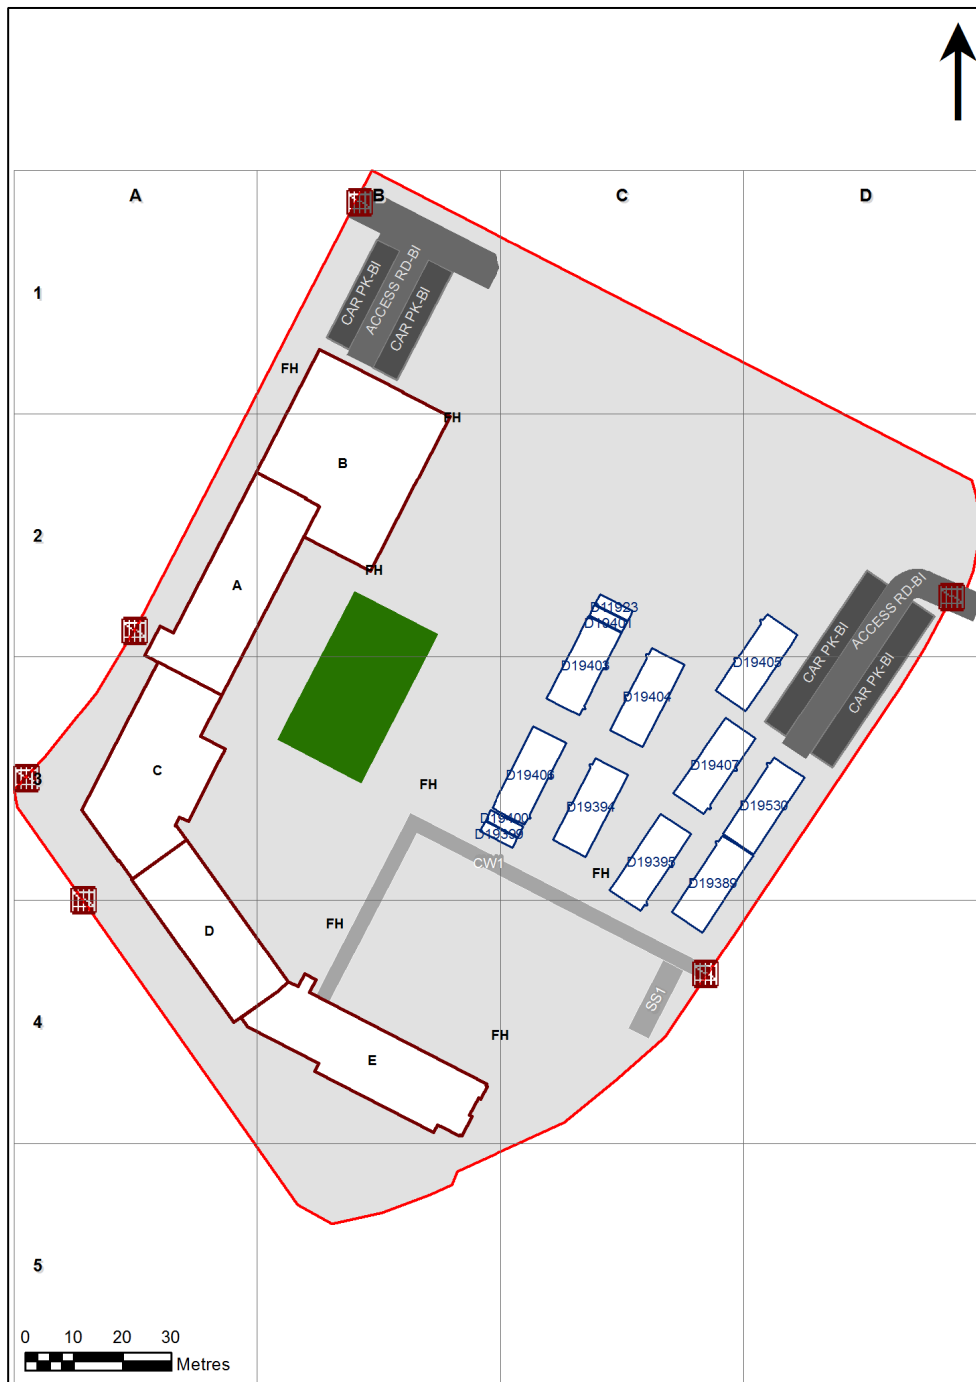 A
B
C
D
1
CAR PK-BI
ACCESS RD-BI
CAR PK-BI
FH
FH
B
2
FH
A
D11923
D19401
D19403
D19405
D19404
CAR PK-BI
ACCESS RD-BI
CAR PK-BI
C
3
FH
D19406
D19407
D19394
D19530
D19400
D19399
CW1
D19395
FH
D19389
D
FH
4
SS1
FH
E
5
0 10 20 30
Metres